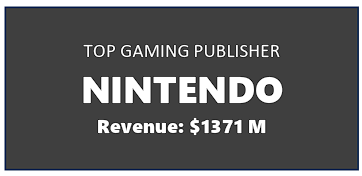 TOP GAMING PUBLISHER
NINTENDO
Revenue: $1371 M